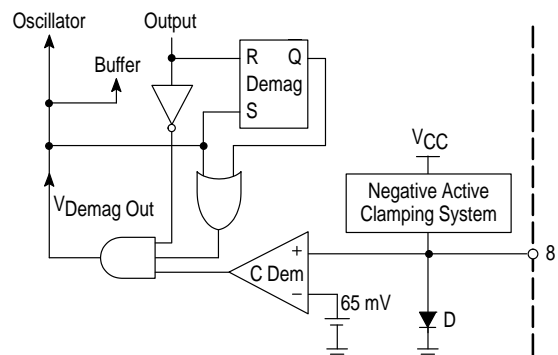 Oscillator
Output
Buffer
R
Q̅
Demag
S
VCC
Negative Active
Clamping System
VDemag Out
C Dem
+
–
65 mV
D
8